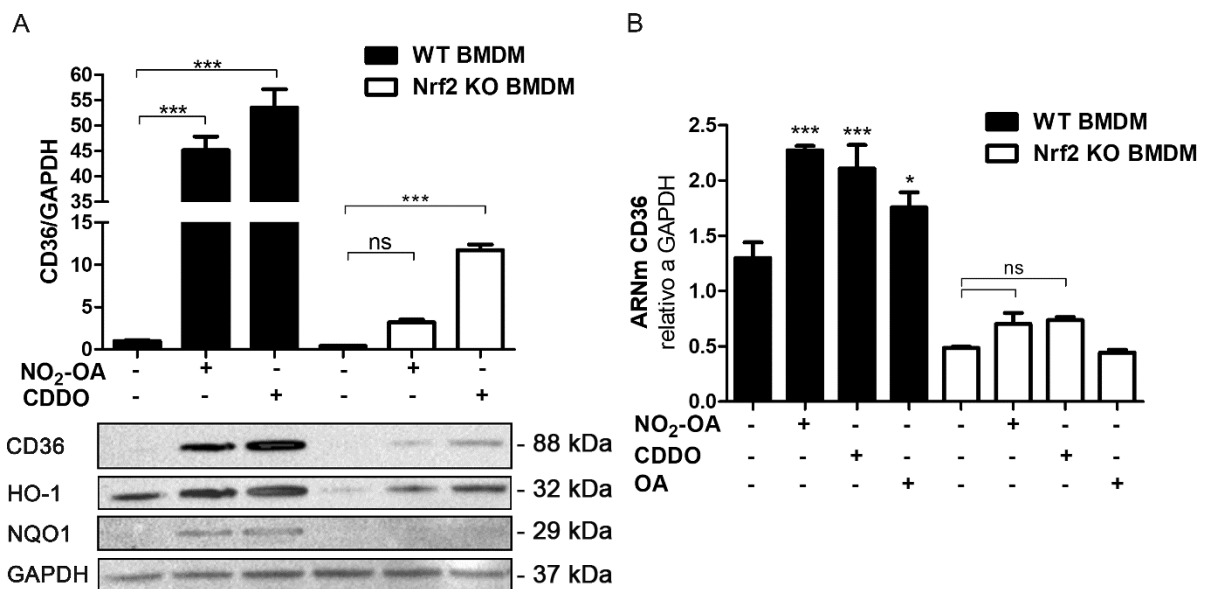 A
CD36/GAPDH
60
55
50
45
40
35
15
10
5
0
***
***
ns
***
WT BMDM
Nrf2 KO BMDM
NO₂-OA - + - - + -
CDDO - - + - - +
CD36 - 88 kDa
HO-1 - 32 kDa
NQO1 - 29 kDa
GAPDH - 37 kDa
B
ARNm CD36
relativo a GAPDH
2.5
2.0
1.5
1.0
0.5
0.0
*** *** *
ns
WT BMDM
Nrf2 KO BMDM
NO₂-OA - + - - - + - -
CDDO - - + - - - + -
OA - - - + - - - +